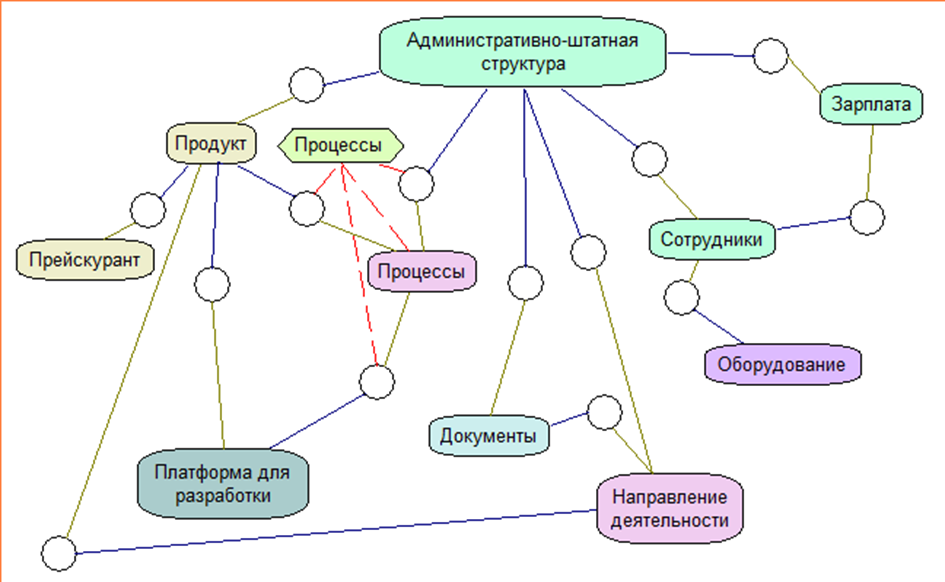 Административно-штатная
структура
Зарплата
Продукт
Процессы
Сотрудники
Прейскурант
Процессы
Оборудование
Документы
Платформа для
разработки
Направление
деятельности